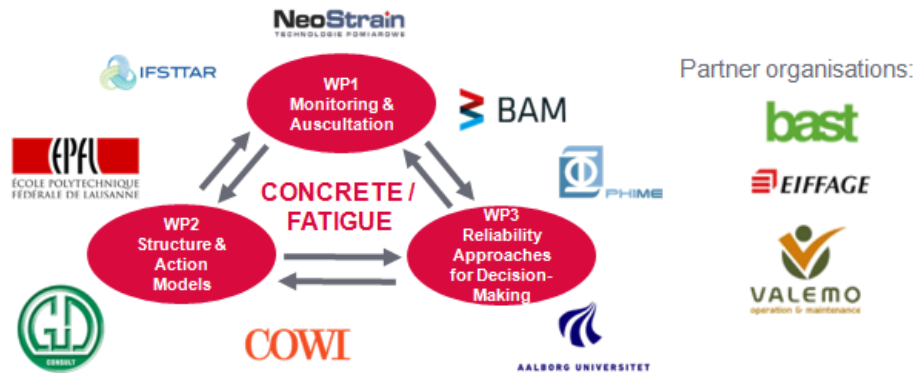 NeoStrain
TECHNOLOGIE POMIAROWE
IFSTTAR
WP1
Monitoring &
Auscultation
BAM
Partner organisations:
bast
EPFL
ÉCOLE POLYTECHNIQUE
FÉDÉRALE DE LAUSANNE
CONCRETE /
FATIGUE
PHIMECA
EIFFAGE
WP2
Structure &
Action
Models
WP3
Reliability
Approaches
for Decision-
Making
VALEMO
operation & maintenance
CONSULT
COWI
AALBORG UNIVERSITET